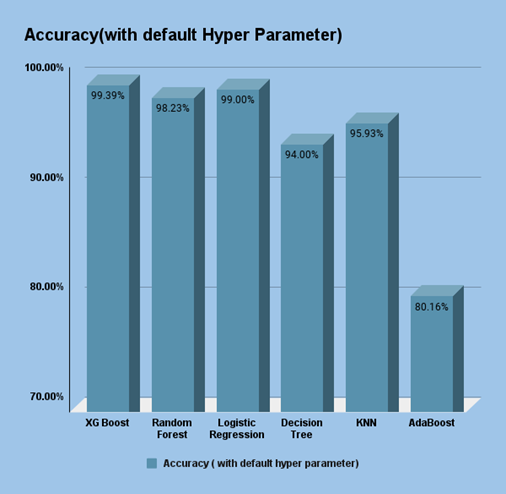 Accuracy(with default Hyper Parameter)
100.00%
90.00%
80.00%
70.00%
99.39%
98.23%
99.00%
94.00%
95.93%
80.16%
XG Boost
Random
Forest
Logistic
Regression
Decision
Tree
KNN
AdaBoost
Accuracy ( with default hyper parameter)